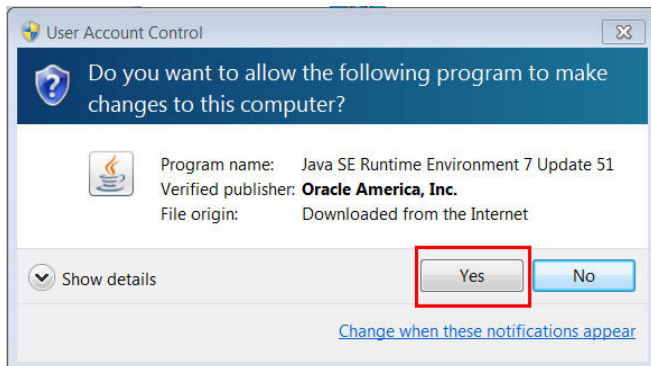 User Account Control
Do you want to allow the following program to make
changes to this computer?
Program name: Java SE Runtime Environment 7 Update 51
Verified publisher: Oracle America, Inc.
File origin: Downloaded from the Internet
Show details
Yes
No
Change when these notifications appear